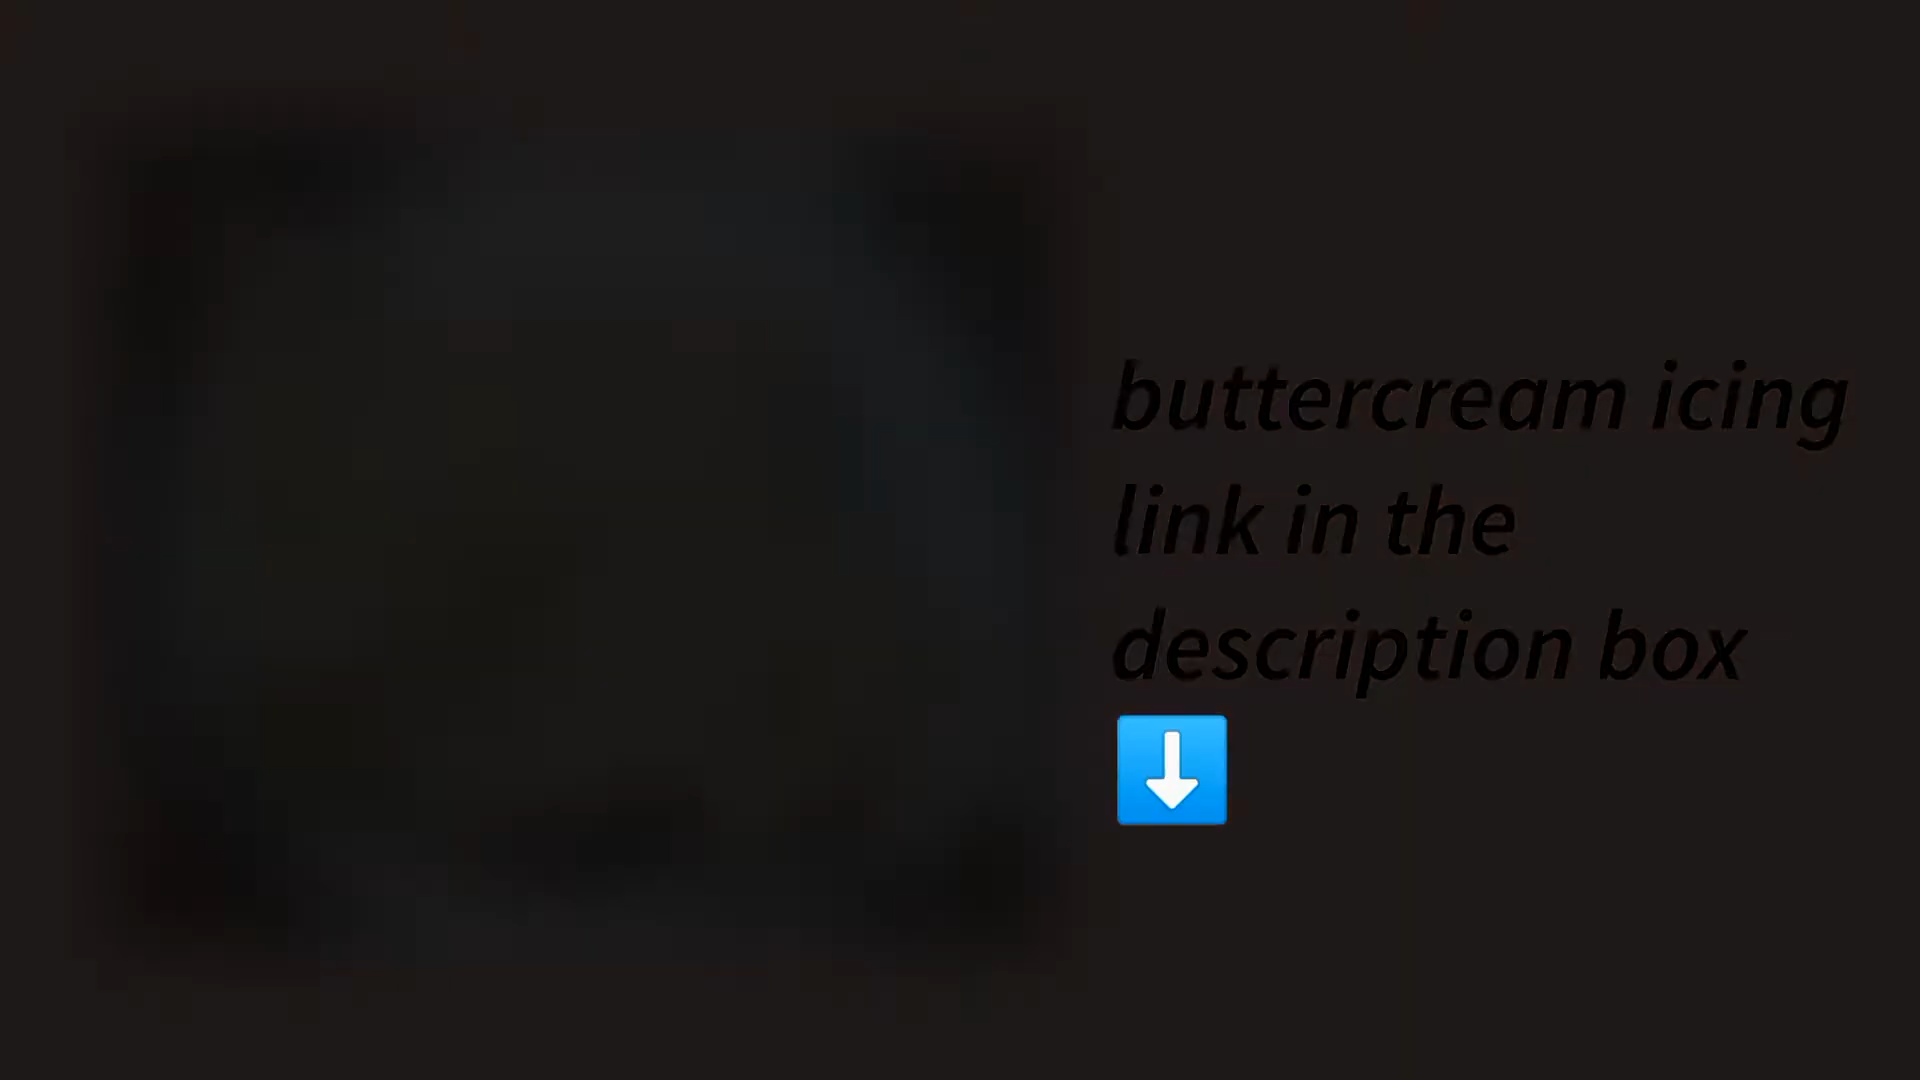 buttercream icing
link in the
description box
⬇️